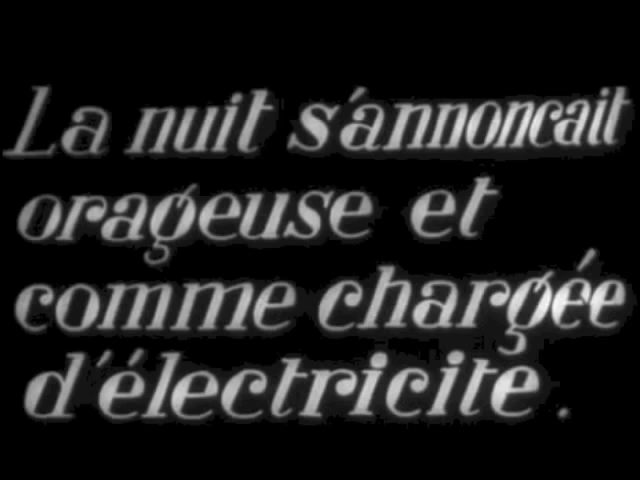 La nuit s'annoncait
orageuse et
comme chargée
d'électricite.